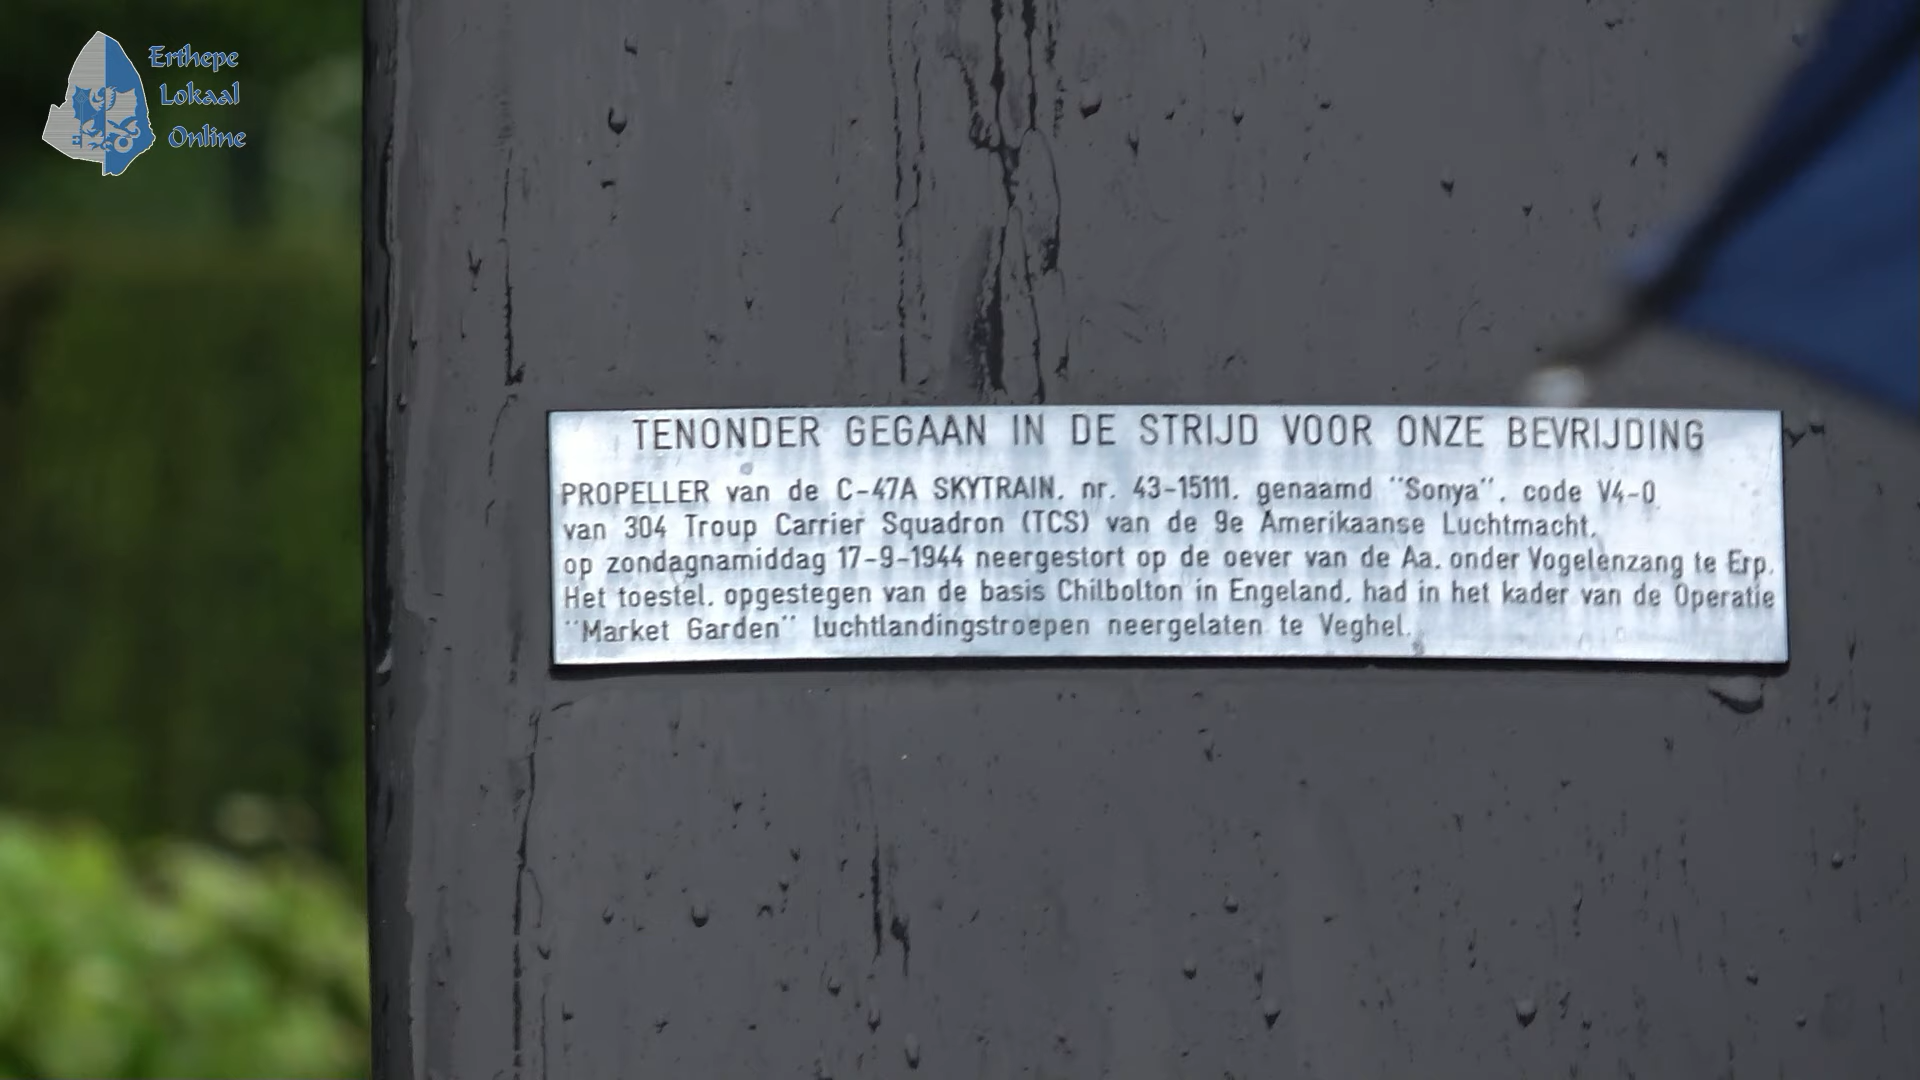 Erthepe
Lokaal
Online
TENONDER GEGAAN IN DE STRIJD VOOR ONZE BEVRIJDING
PROPELLER van de C-47A SKYTRAIN, nr. 43-15111, genaamd "Sonya", code V4-O
van 304 Troup Carrier Squadron (TCS) van de 9e Amerikaanse Luchtmacht,
op zondagnamiddag 17-9-1944 neergestort op de oever van de Aa, onder Vogelenzang te Erp.
Het toestel, opgestegen van de basis Chilbolton in Engeland, had in het kader van de Operatie
"Market Garden" luchtlandingstroepen neergelaten te Veghel.